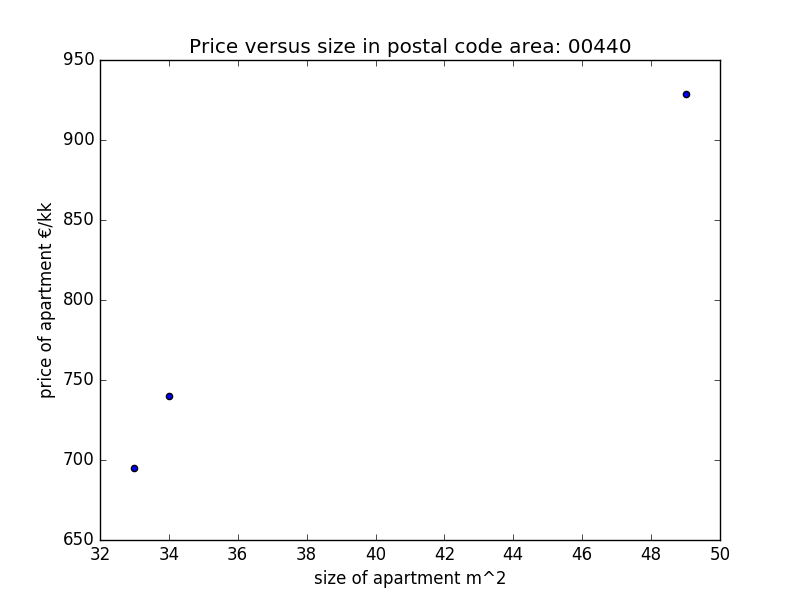 Price versus size in postal code area: 00440
950
900
850
800
750
700
650
price of apartment €/kk
32 34 36 38 40 42 44 46 48 50
size of apartment m^2